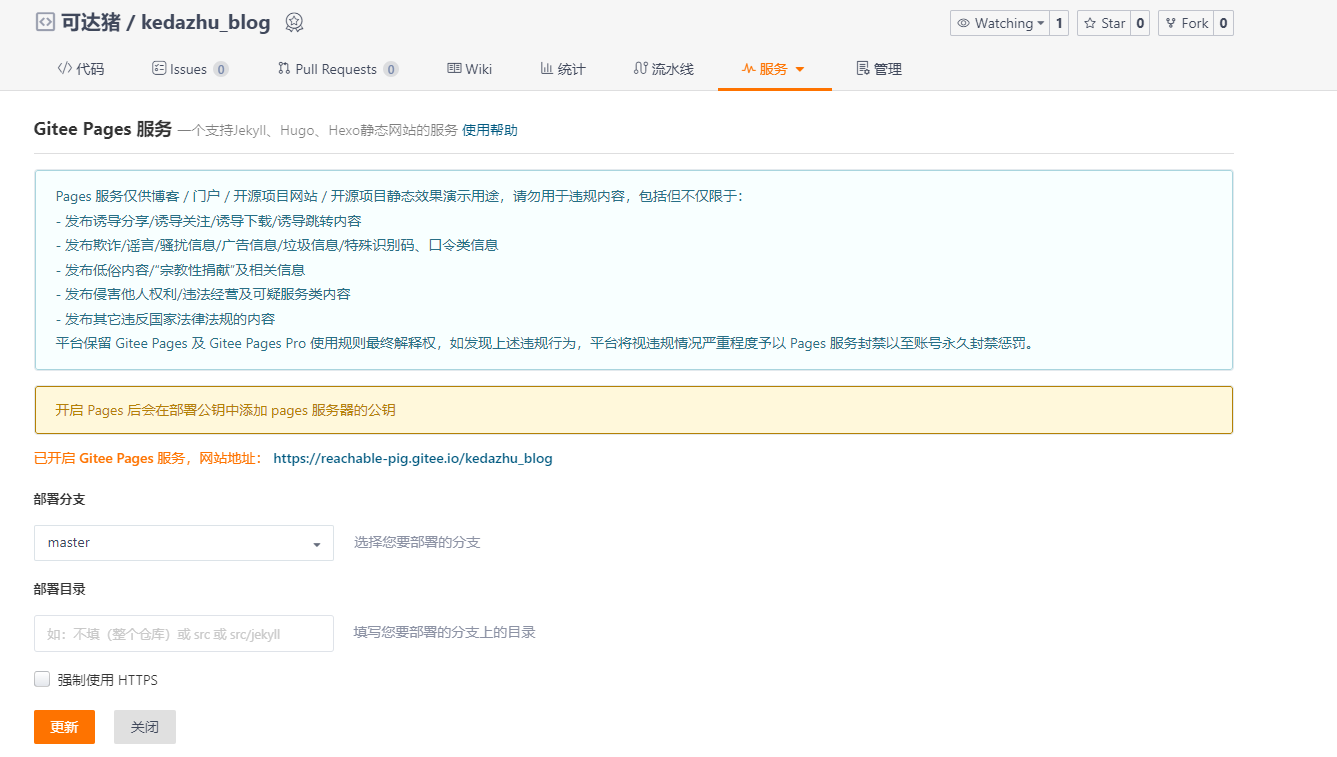 可达猪 / kedazhu_blog
Watching 1 Star 0 Fork 0
代码 Issues 0 Pull Requests 0 Wiki 统计 流水线 服务 管理
Gitee Pages 服务 一个支持Jekyll、Hugo、Hexo静态网站的服务 使用帮助
Pages 服务仅供博客 / 门户 / 开源项目网站 / 开源项目静态效果演示用途，请勿用于违规内容，包括但不仅限于：
- 发布诱导分享/诱导关注/诱导下载/诱导跳转内容
- 发布欺诈/谣言/骚扰信息/广告信息/垃圾信息/特殊识别码、口令类信息
- 发布低俗内容/“宗教性捐献”及相关信息
- 发布侵害他人权利/违法经营及可疑服务类内容
- 发布其它违反国家法律法规的内容
平台保留 Gitee Pages 及 Gitee Pages Pro 使用规则最终解释权，如发现上述违规行为，平台将视违规情况严重程度予以 Pages 服务封禁以至账号永久封禁惩罚。
开启 Pages 后会在部署公钥中添加 pages 服务器的公钥
已开启 Gitee Pages 服务，网站地址： https://reachable-pig.gitee.io/kedazhu_blog
部署分支
master 选择您要部署的分支
部署目录
如：不填（整个仓库）或 src 或 src/jekyll 填写您要部署的分支上的目录
强制使用 HTTPS
更新 关闭